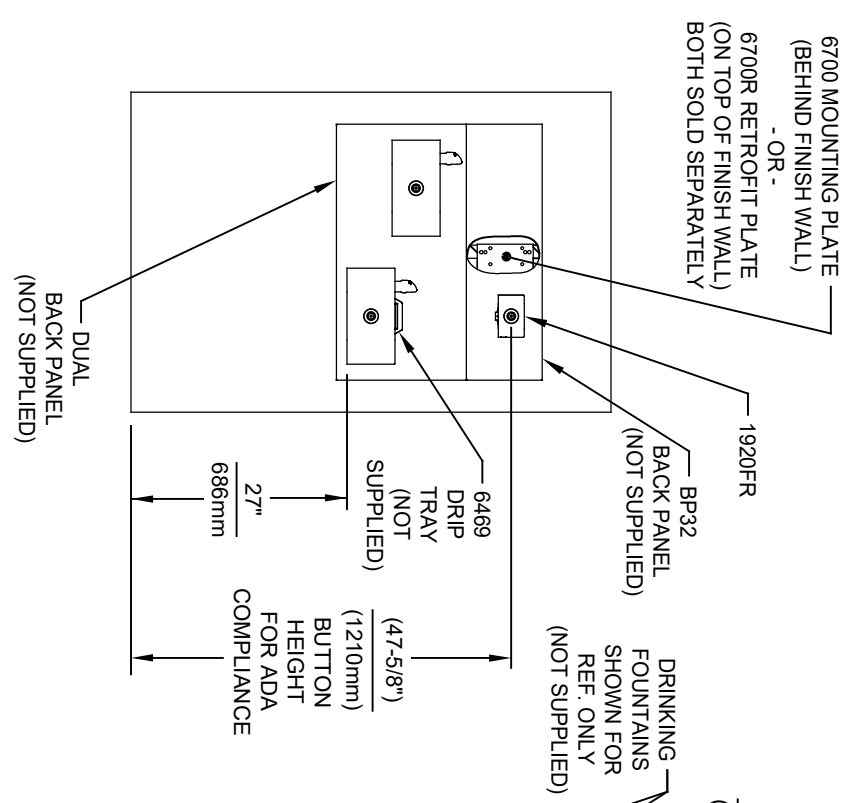 6700 MOUNTING PLATE
(BEHIND FINISH WALL)
- OR -
6700R RETROFIT PLATE
(ON TOP OF FINISH WALL)
BOTH SOLD SEPARATELY
1920FR
BP32
BACK PANEL
(NOT SUPPLIED)
6469
DRIP
TRAY
(NOT
SUPPLIED)
DUAL
BACK PANEL
(NOT SUPPLIED)
27"
686mm
(47-5/8")
(1210mm)
BUTTON
HEIGHT
FOR ADA
COMPLIANCE
DRINKING
FOUNTAINS
SHOWN FOR
REF. ONLY
(NOT SUPPLIED)